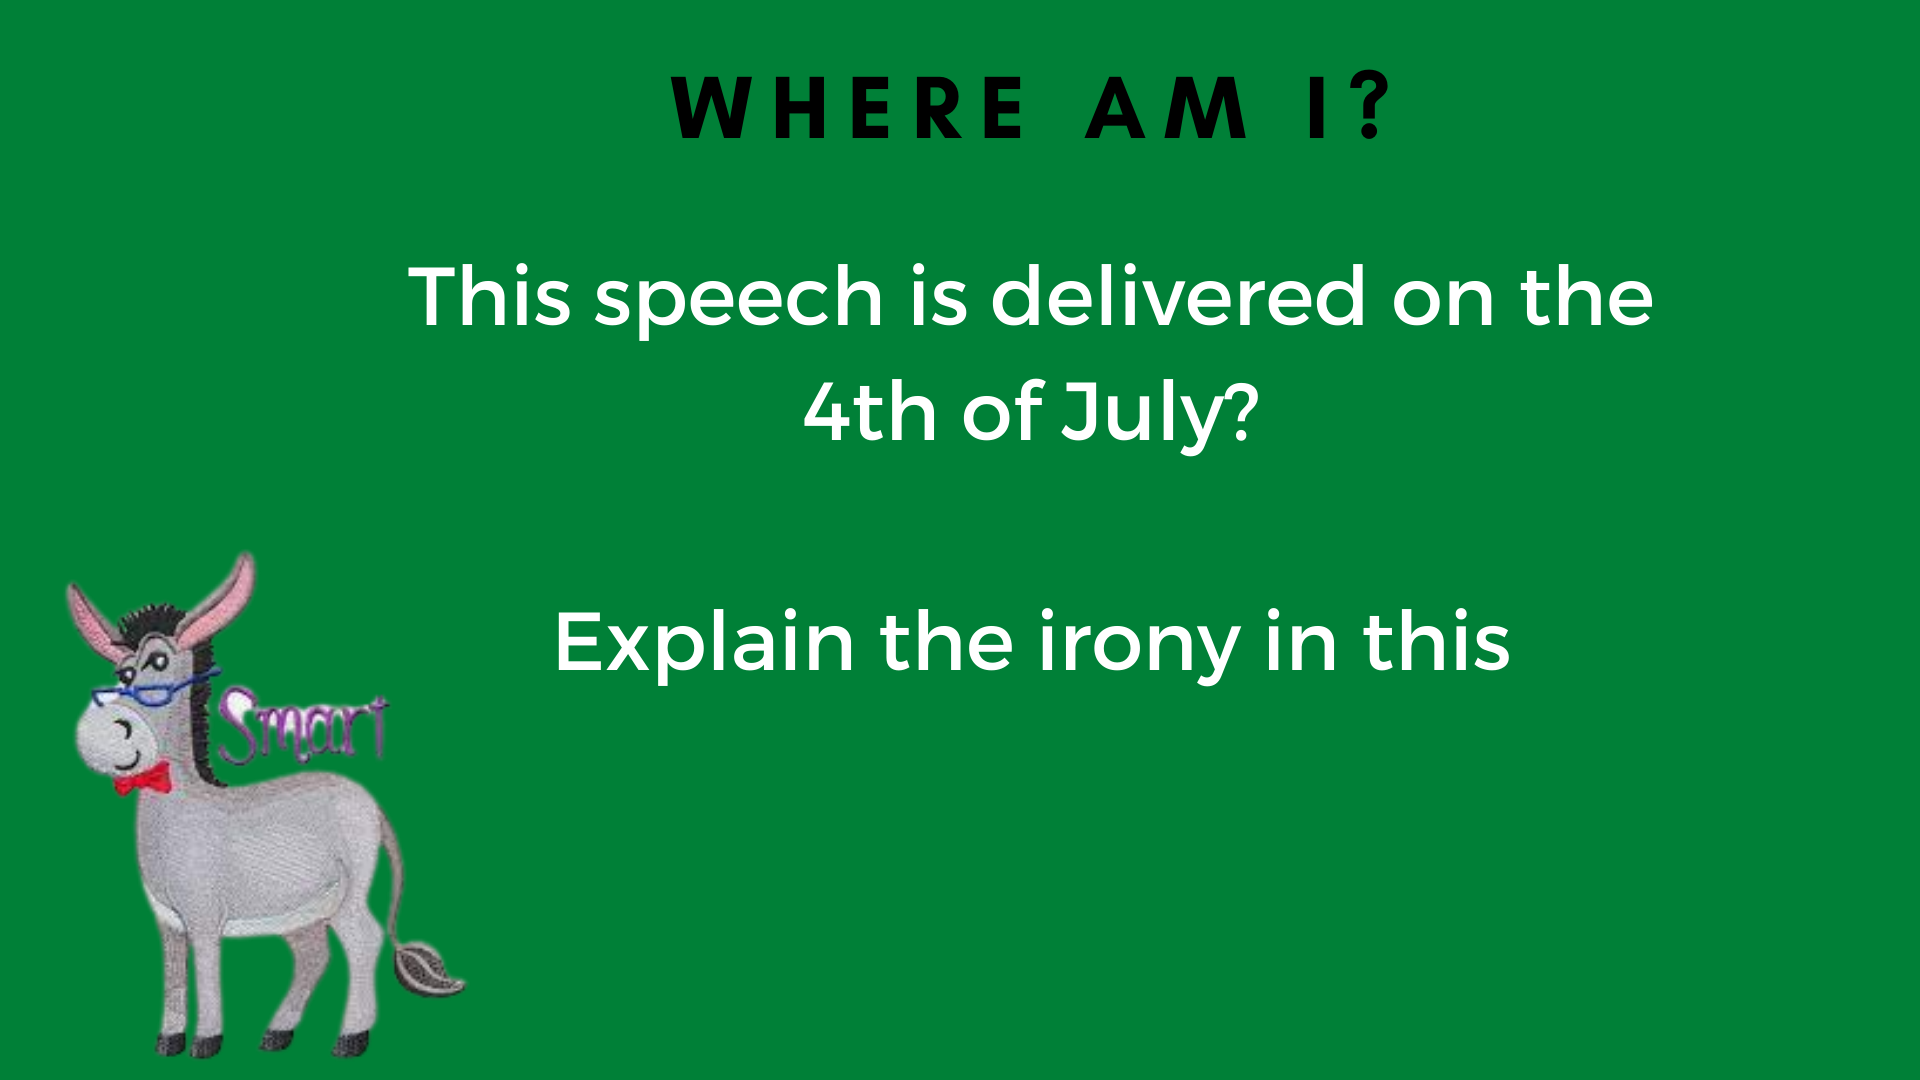 WHERE AM I?
This speech is delivered on the
4th of July?
Explain the irony in this
Smart